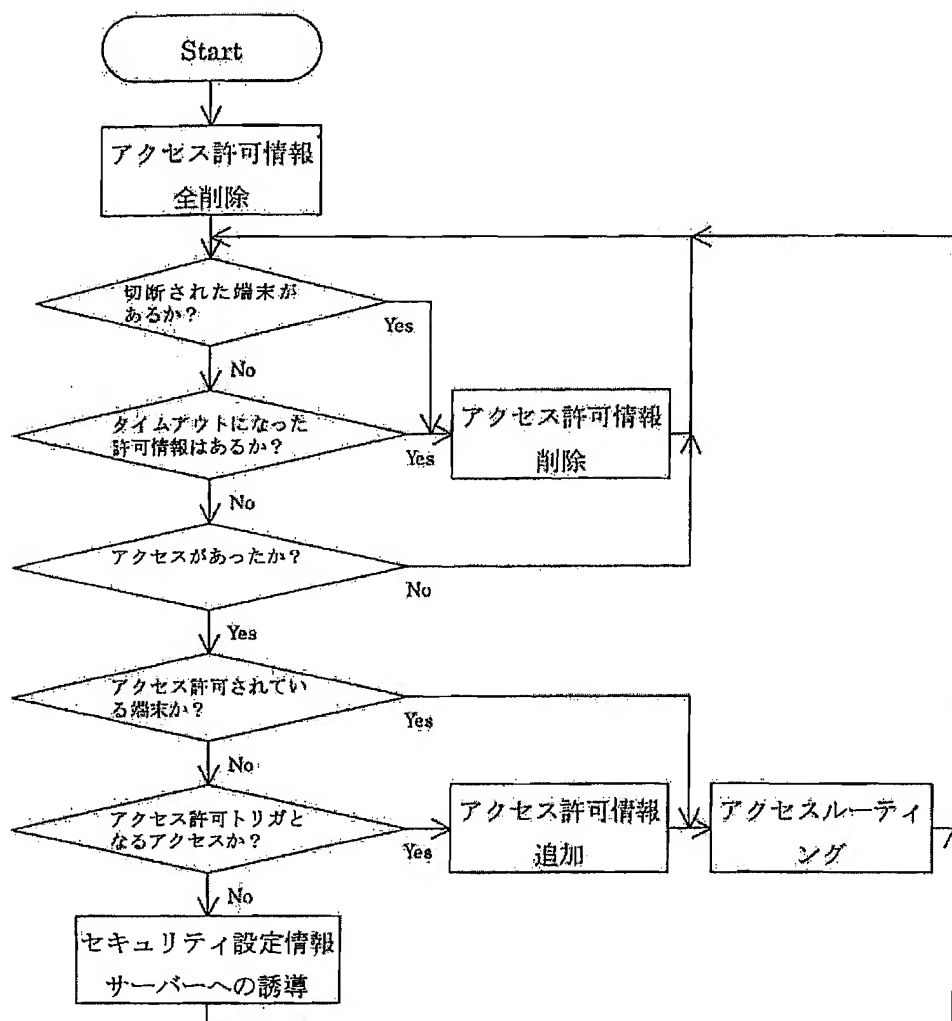 Start
アクセス許可情報
全削除
切断された端末が
あるか？
Yes
No
タイムアウトになった
許可情報はあるか？
Yes
アクセス許可情報
削除
No
アクセスがあったか？
No
Yes
アクセス許可されてい
る端末か？
Yes
No
アクセス許可トリガと
なるアクセスか？
Yes
アクセス許可情報
追加
アクセスルーティ
ング
No
セキュリティ設定情報
サーバーへの誘導